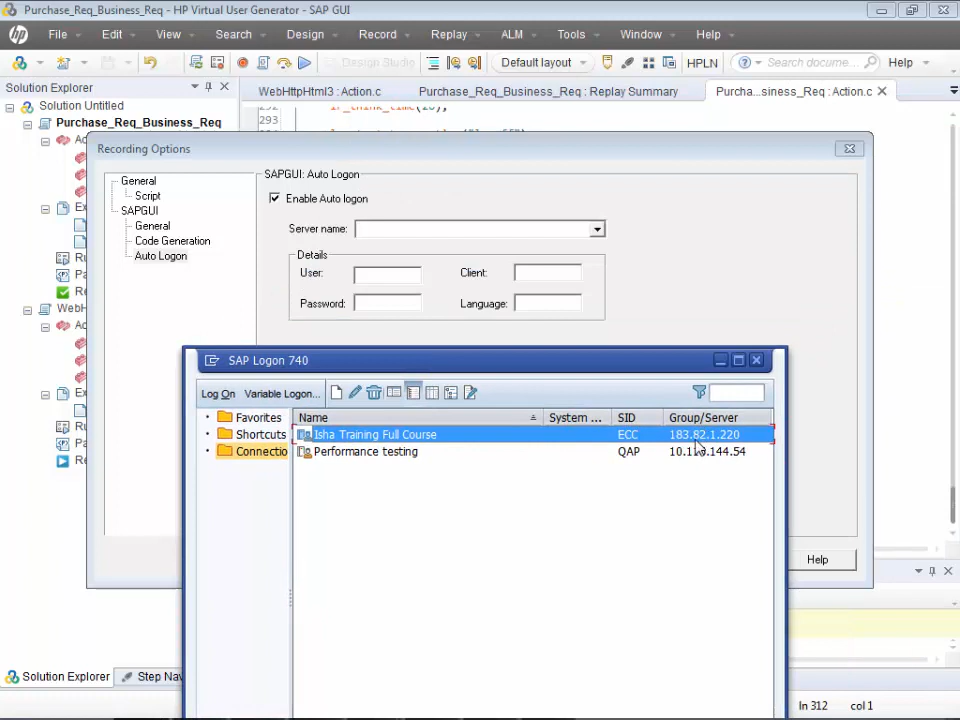 Purchase_Req_Business_Req - HP Virtual User Generator - SAP GUI
File Edit View Search Design Record Replay ALM Tools Window Help
Design Studio Default layout HPLN Search docume... Help
Solution Explorer
WebHttpHtml3 : Action.c Purchase_Req_Business_Req : Replay Summary Purcha...siness_Req : Action.c
Solution Untitled
293
Purchase_Req_Business_Req
Recording Options
General
Script
SAPGUI
General
Code Generation
Auto Logon
SAPGUI: Auto Logon
Enable Auto logon
Server name:
Details
User: Client:
Password: Language:
Help
SAP Logon 740
Log On Variable Logon...
Favorites
Shortcuts
Connectio
Name System ... SID Group/Server
Isha Training Full Course ECC 183.82.1.220
Performance testing QAP
Solution Explorer Step Nav
ln 312 col 1